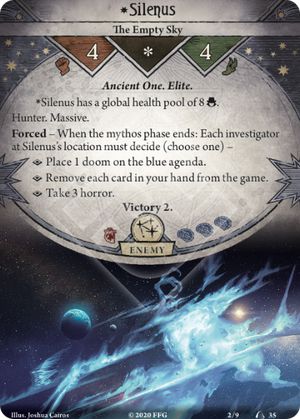 *Silenus
The Empty Sky
4 * 4
Ancient One. Elite.
*Silenus has a global health pool of 8.
Hunter. Massive.
Forced – When the mythos phase ends: Each investigator
at Silenus's location must decide (choose one) –
Place 1 doom on the blue agenda.
Remove each card in your hand from the game.
Take 3 horror.
Victory 2.
ENEMY
Illus. Joshua Cairos © 2020 FFG 2/9 35